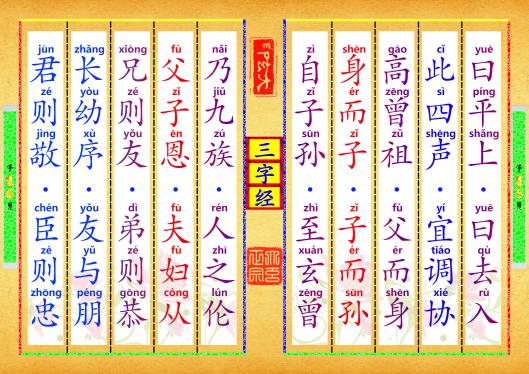 yuē píng shǎng yuē qù rù
曰平上·曰去入
cǐ sì shēng yí tiáo xié
此四声·宜调协
gāo zēng zǔ fù ér shēn
高曾祖·父而身
shēn ér zǐ zǐ ér sūn
身而子·子而孙
zì zǐ sūn zhì xuán zēng
自子孙·至玄曾
三字经
nǎi jiǔ zú rén zhī lún
乃九族·人之伦
fù zǐ ēn fū fù cóng
父子恩·夫妇从
xiōng zé yǒu dì zé gōng
兄则友·弟则恭
zhǎng yòu xù yǒu yǔ péng
长幼序·友与朋
jūn zé jìng chén zé zhōng
君则敬·臣则忠